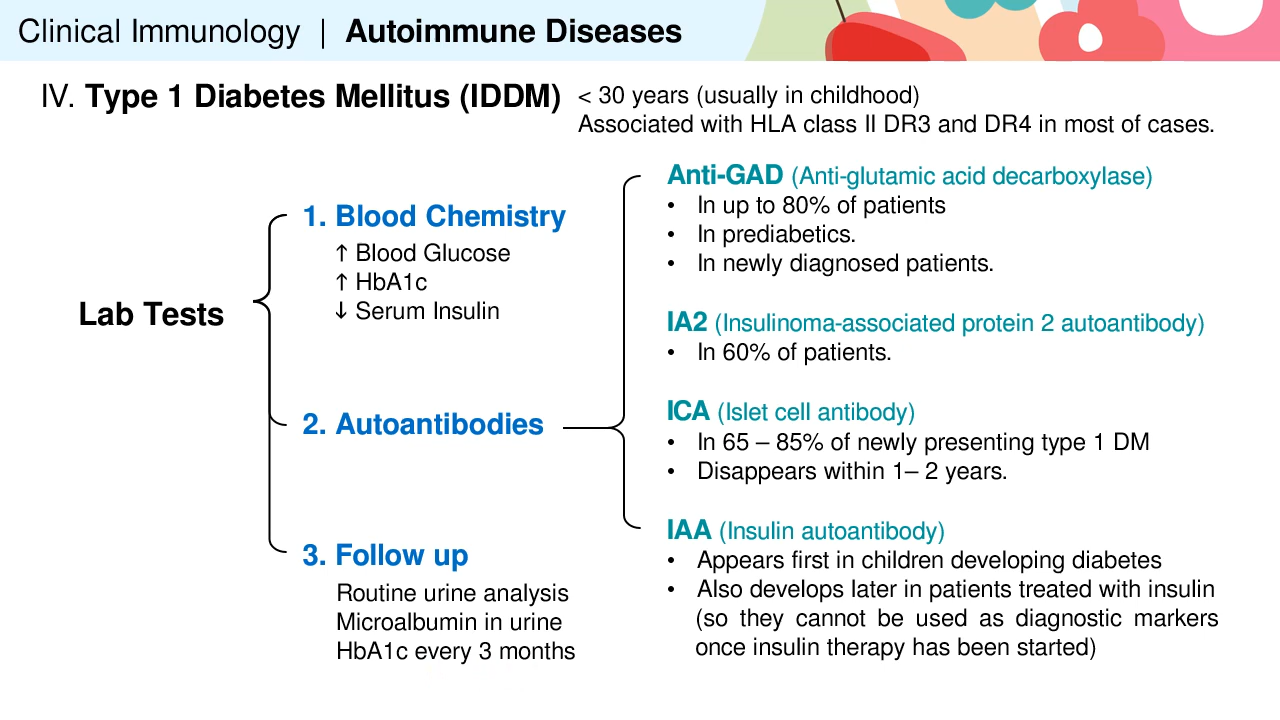 Clinical Immunology | Autoimmune Diseases
IV. Type 1 Diabetes Mellitus (IDDM)
< 30 years (usually in childhood)
Associated with HLA class II DR3 and DR4 in most of cases.
Lab Tests
1. Blood Chemistry
↑ Blood Glucose
↑ HbA1c
↓ Serum Insulin
2. Autoantibodies
Anti-GAD (Anti-glutamic acid decarboxylase)
• In up to 80% of patients
• In prediabetics.
• In newly diagnosed patients.
IA2 (Insulinoma-associated protein 2 autoantibody)
• In 60% of patients.
ICA (Islet cell antibody)
• In 65 – 85% of newly presenting type 1 DM
• Disappears within 1– 2 years.
IAA (Insulin autoantibody)
• Appears first in children developing diabetes
• Also develops later in patients treated with insulin
(so they cannot be used as diagnostic markers
once insulin therapy has been started)
3. Follow up
Routine urine analysis
Microalbumin in urine
HbA1c every 3 months